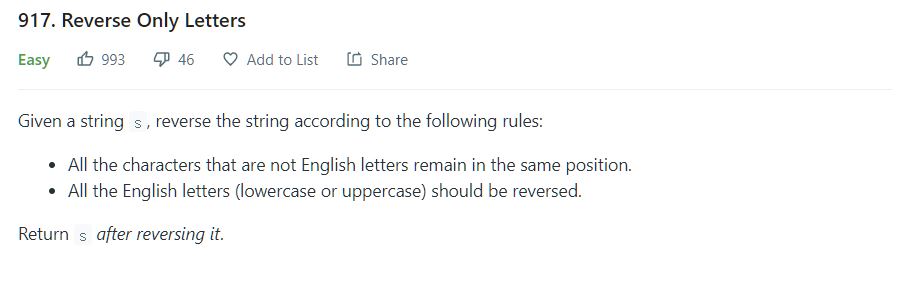 917. Reverse Only Letters
Easy 993 46 Add to List Share
Given a string s, reverse the string according to the following rules:
• All the characters that are not English letters remain in the same position.
• All the English letters (lowercase or uppercase) should be reversed.
Return s after reversing it.